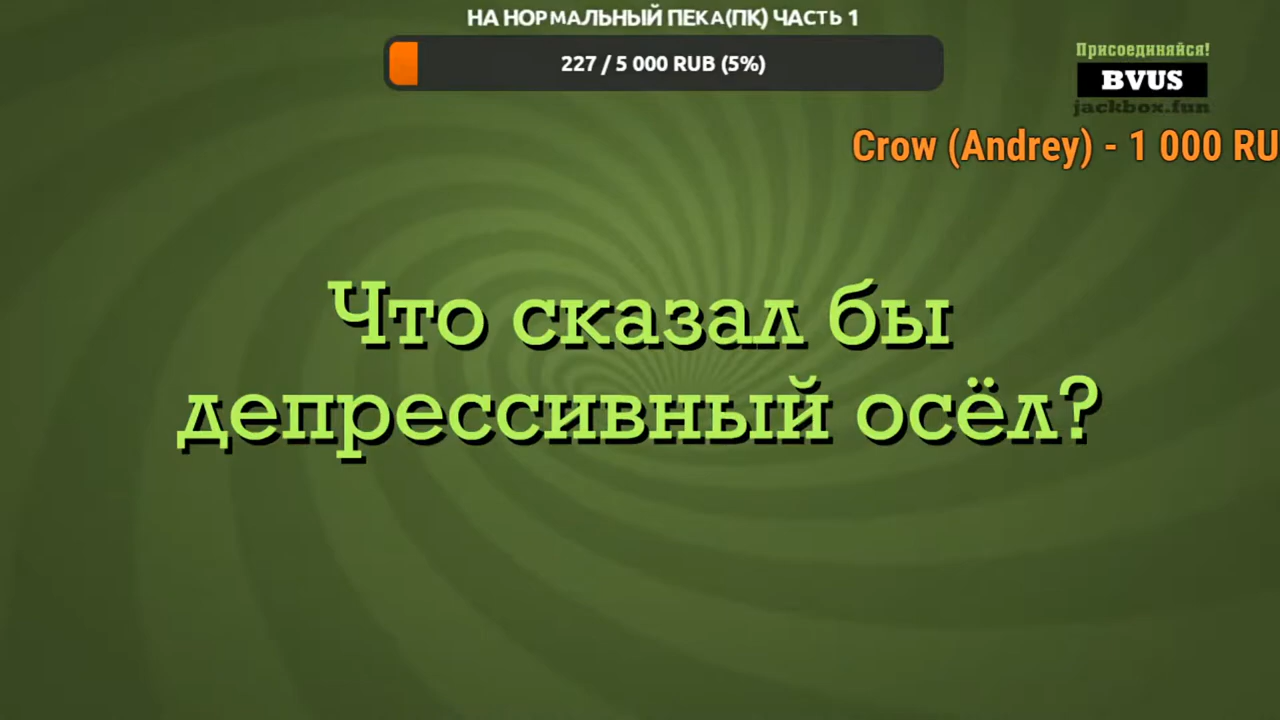 НА НОРМАЛЬНЫЙ ПЕКА(ПК) ЧАСТЬ 1
227 / 5 000 RUB (5%)
Присоединяйся!
BVUS
jackbox.fun
Crow (Andrey) - 1 000 RU
Что сказал бы
депрессивный осёл?